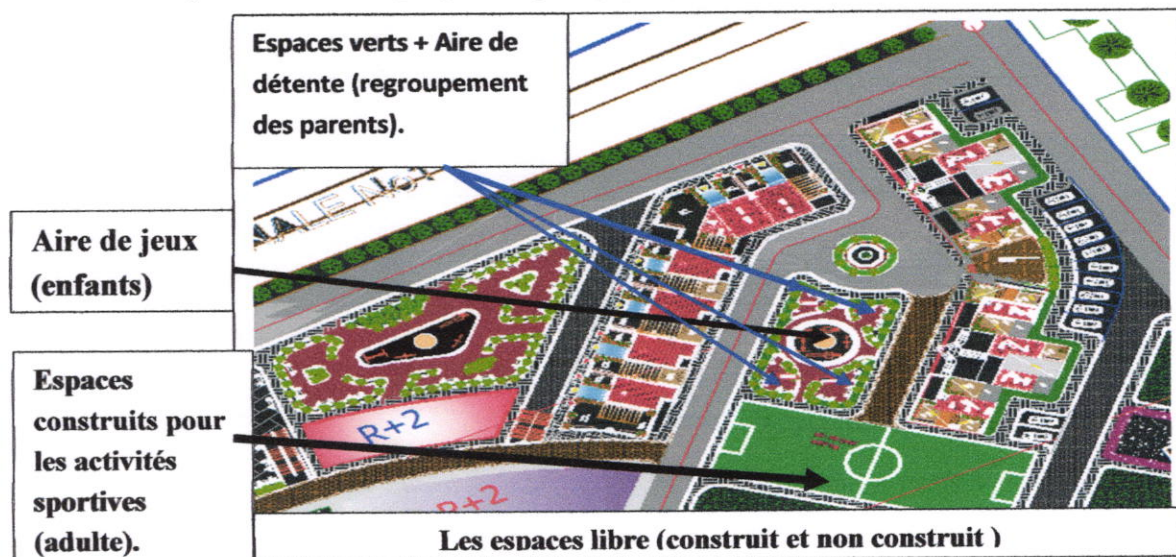 Espaces verts + Aire de
détente (regroupement
des parents).
Aire de jeux
(enfants)
Espaces
construits pour
les activités
sportives
(adulte).
R+2
R+2
Les espaces libre (construit et non construit )